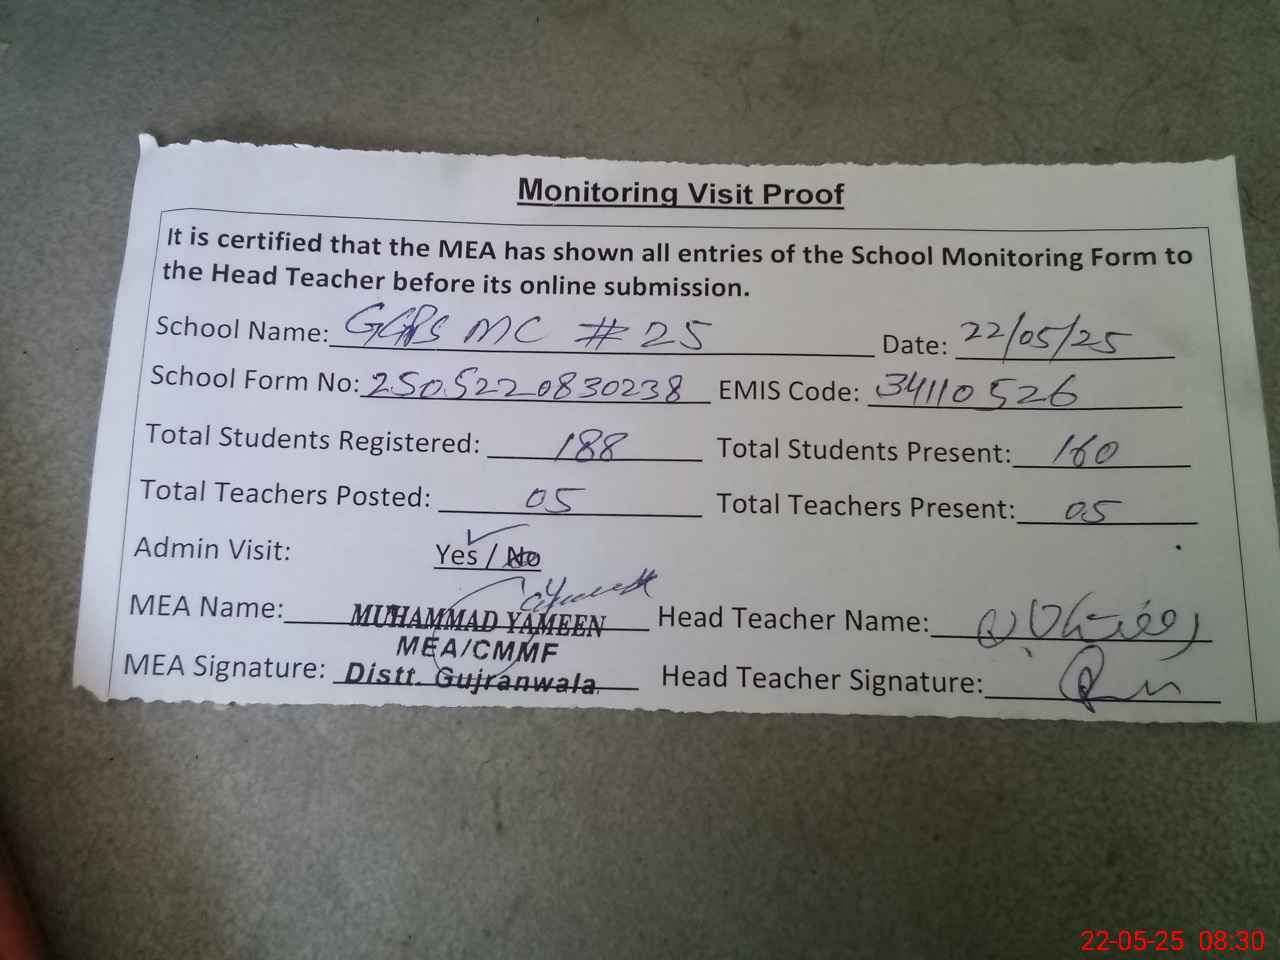 Monitoring Visit Proof
It is certified that the MEA has shown all entries of the School Monitoring Form to
the Head Teacher before its online submission.
School Name: GGPS MC # 25 Date: 22/05/25
School Form No: 2505220830238 EMIS Code: 34110526
Total Students Registered: 188 Total Students Present: 160
Total Teachers Posted: 05 Total Teachers Present: 05
Admin Visit: Yes / No
MEA Name: MUHAMMAD YAMEEN Head Teacher Name:
MEA/CMMF
MEA Signature: Distt. Gujranwala. Head Teacher Signature:
22-05-25 08:30